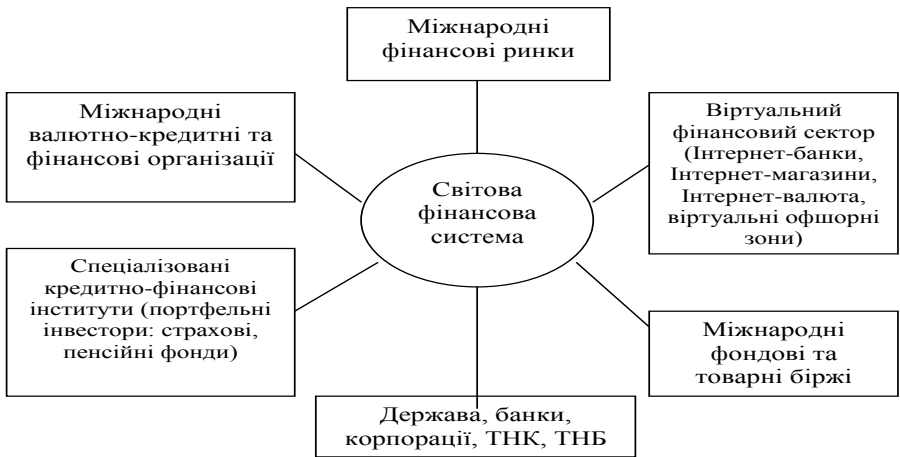 Міжнародні
фінансові ринки
Міжнародні
валютно-кредитні та
фінансові організації
Віртуальний
фінансовий сектор
(Інтернет-банки,
Інтернет-магазини,
Інтернет-валюта,
віртуальні офшорні
зони)
Світова
фінансова
система
Спеціалізовані
кредитно-фінансові
інститути (портфельні
інвестори: страхові,
пенсійні фонди)
Міжнародні
фондові та
товарні біржі
Держава, банки,
корпорації, ТНК, ТНБ